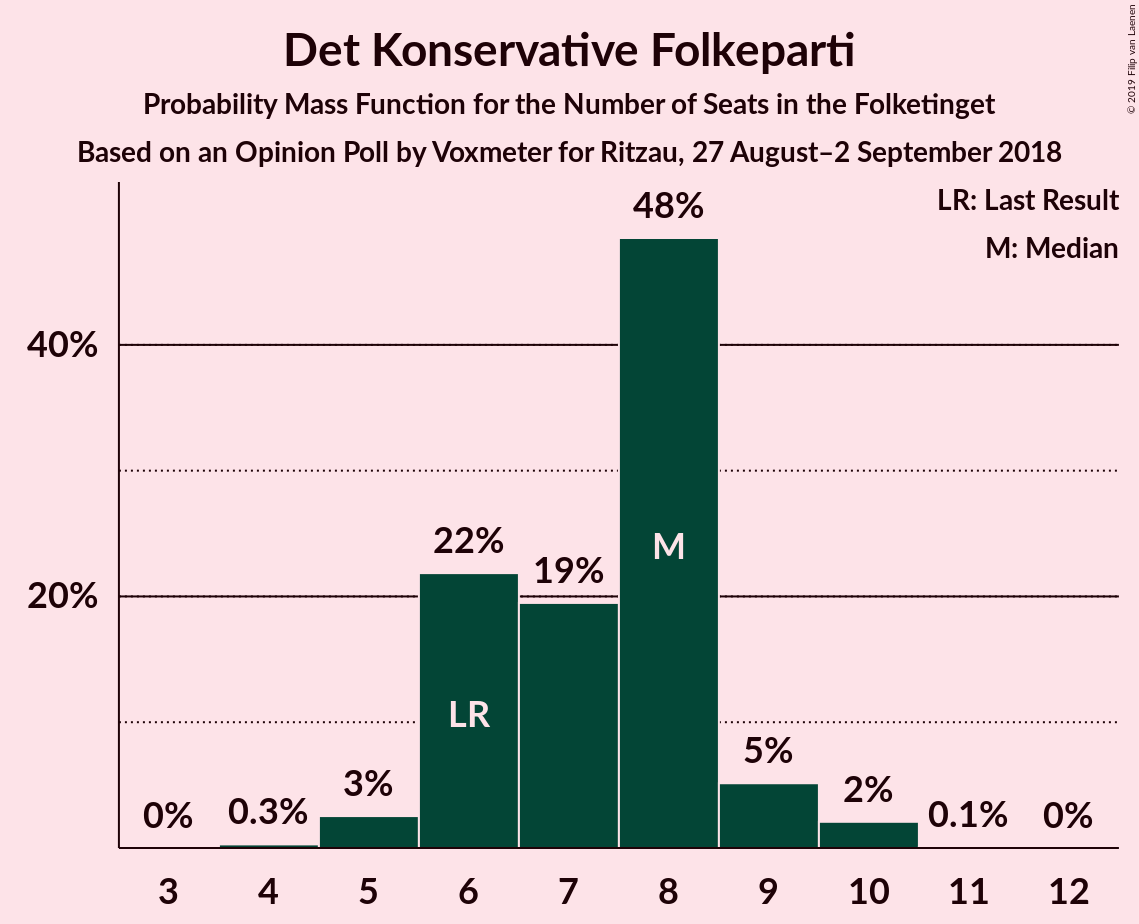 Det Konservative Folkeparti
Probability Mass Function for the Number of Seats in the Folketinget
Based on an Opinion Poll by Voxmeter for Ritzau, 27 August–2 September 2018
© 2019 Filip van Laenen
LR: Last Result
M: Median
48%
40%
22%
19%
20%
M
LR
5%
3%
2%
0%
0.3%
0.1%
0%
3 4 5 6 7 8 9 10 11 12